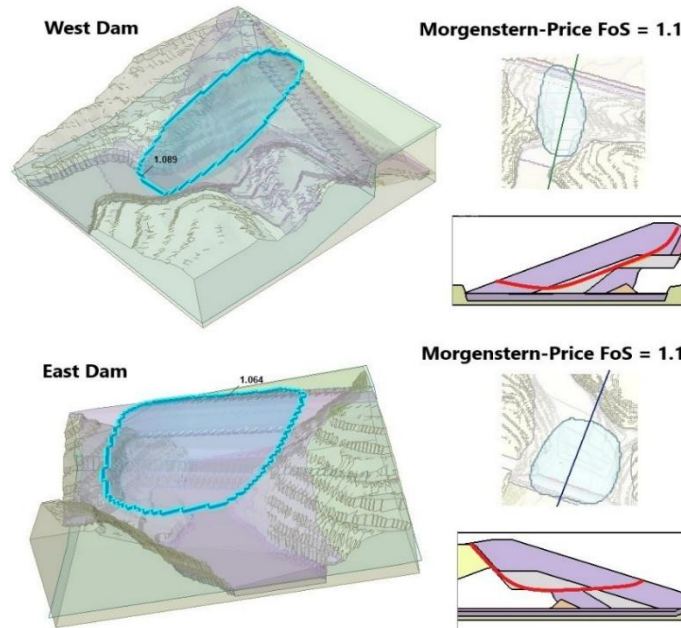 West Dam
Morgenstern-Price FoS = 1.1
1.089
East Dam
Morgenstern-Price FoS = 1.1
1.064